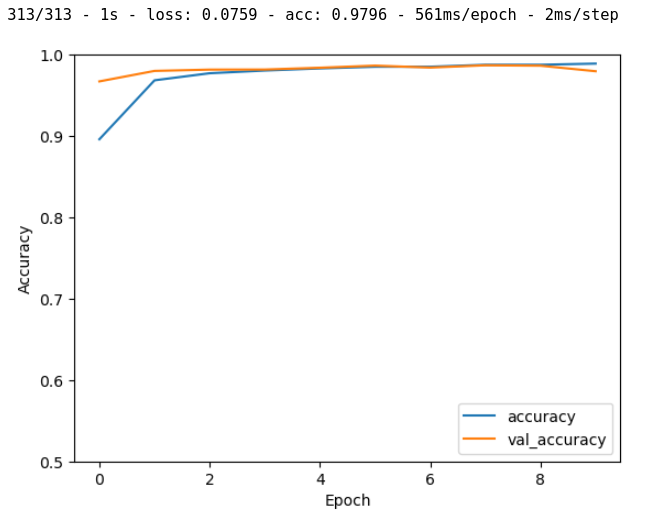 313/313 - 1s - loss: 0.0759 - acc: 0.9796 - 561ms/epoch - 2ms/step
1.0
0.9
0.8
0.7
0.6
0.5
Accuracy
0 2 4 6 8
Epoch
accuracy
val_accuracy